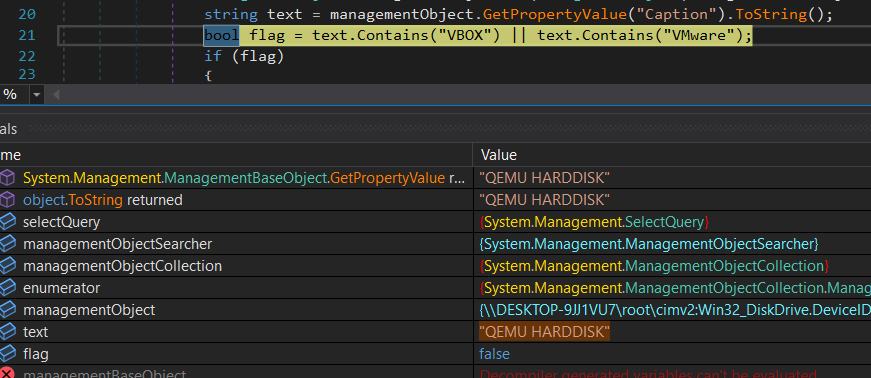 20 string text = managementObject.GetPropertyValue("Caption").ToString();
21 bool flag = text.Contains("VBOX") || text.Contains("VMware");
22 if (flag)
23 {
%
als
me Value
System.Management.ManagementBaseObject.GetPropertyValue r... "QEMU HARDDISK"
object.ToString returned "QEMU HARDDISK"
selectQuery {System.Management.SelectQuery}
managementObjectSearcher {System.Management.ManagementObjectSearcher}
managementObjectCollection {System.Management.ManagementObjectCollection}
enumerator {System.Management.ManagementObjectCollection.Manag
managementObject {\\DESKTOP-9JJ1VU7\root\cimv2:Win32_DiskDrive.DeviceID
text "QEMU HARDDISK"
flag false
managementBaseObject Decompiler generated variables can't be evaluated